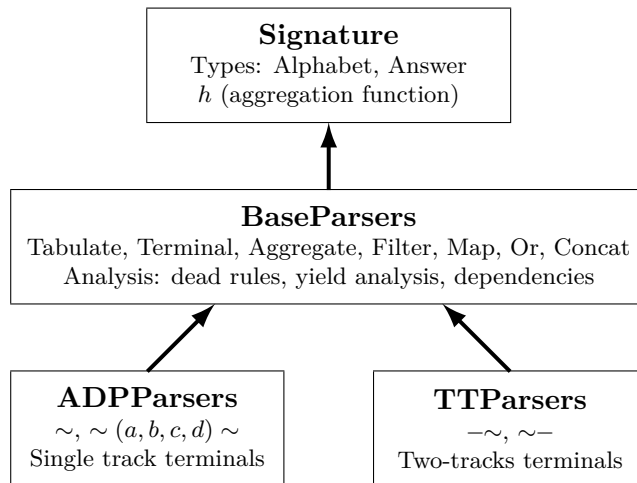 Signature
Types: Alphabet, Answer
h (aggregation function)
BaseParsers
Tabulate, Terminal, Aggregate, Filter, Map, Or, Concat
Analysis: dead rules, yield analysis, dependencies
ADPParsers
∼, ∼ (a, b, c, d) ∼
Single track terminals
TTParsers
−∼, ∼−
Two-tracks terminals